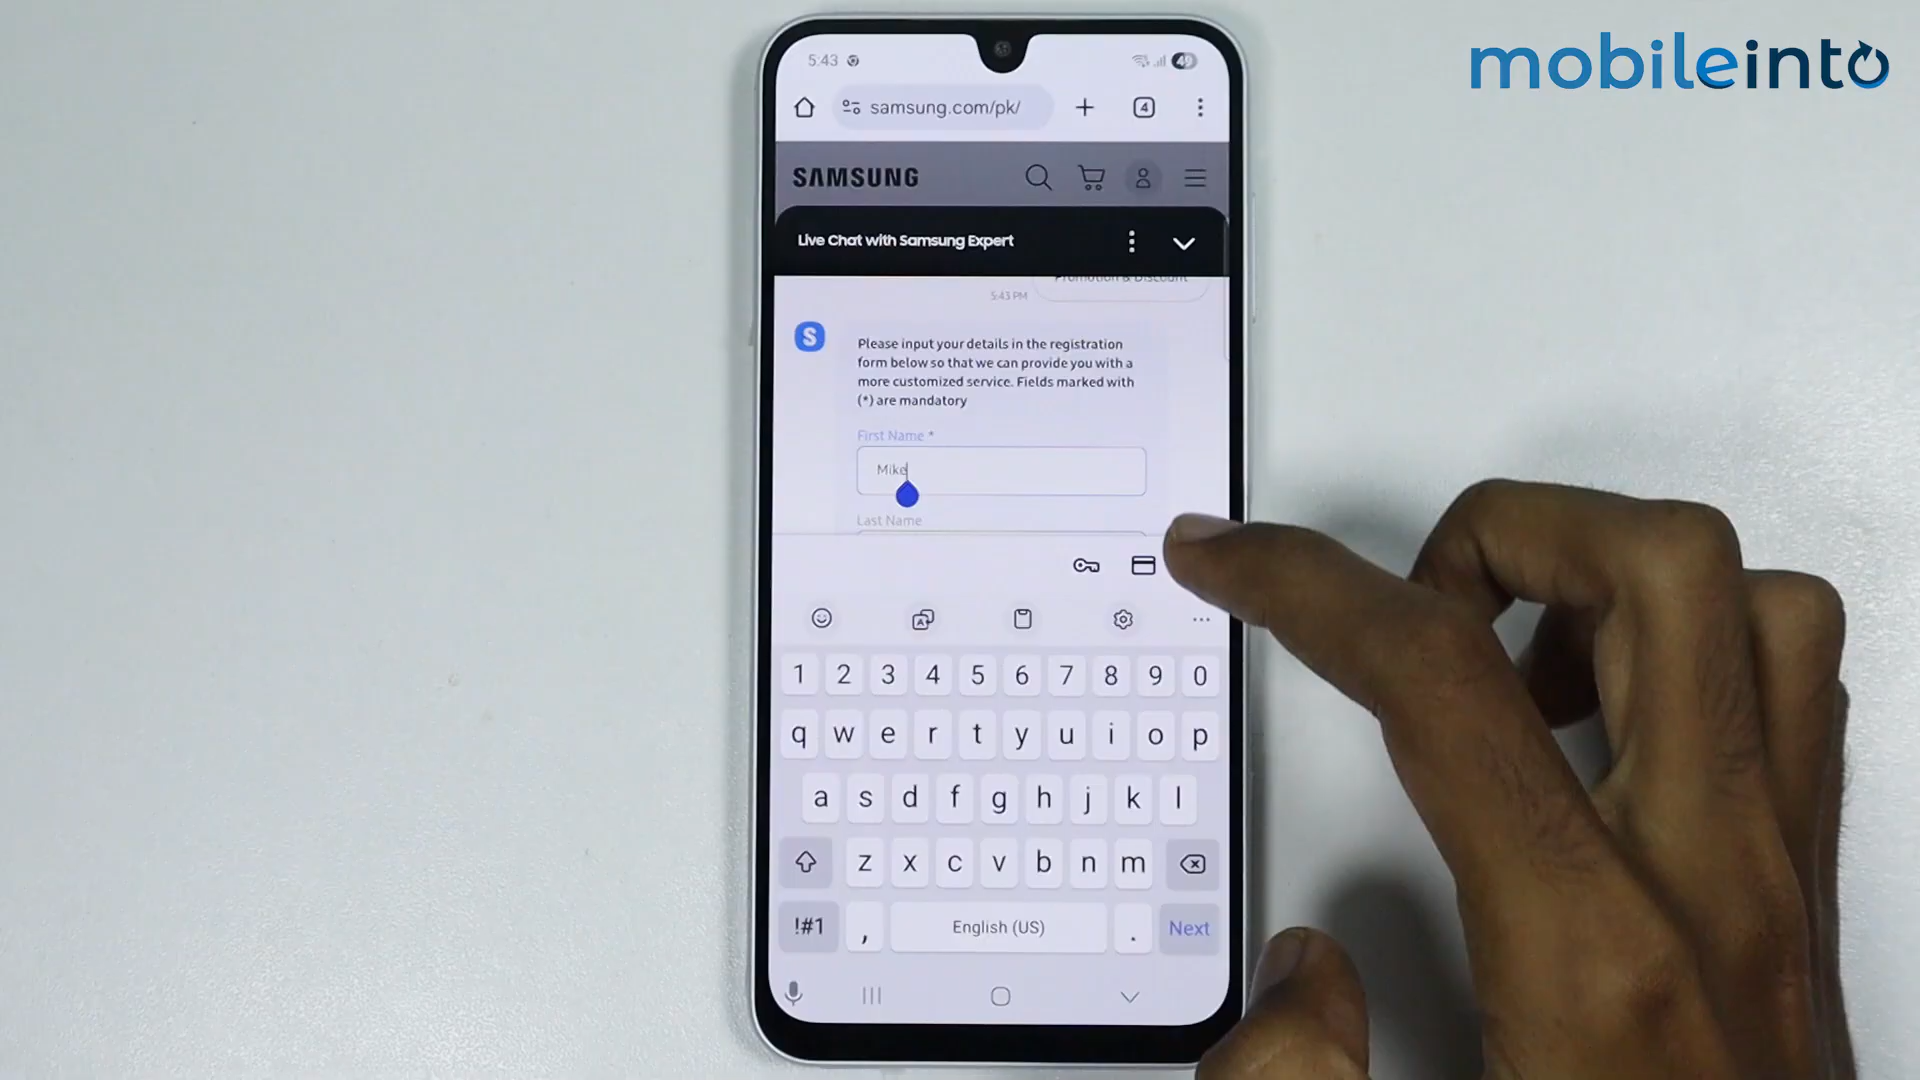 mobileinto
5:43
49
samsung.com/pk/
4
SAMSUNG
Live Chat with Samsung Expert
Promotion & Discount
5:43 PM
S
Please input your details in the registration
form below so that we can provide you with a
more customized service. Fields marked with
(*) are mandatory
First Name *
Mike
Last Name
1 2 3 4 5 6 7 8 9 0
q w e r t y u i o p
a s d f g h j k l
z x c v b n m
!#1 , English (US) . Next